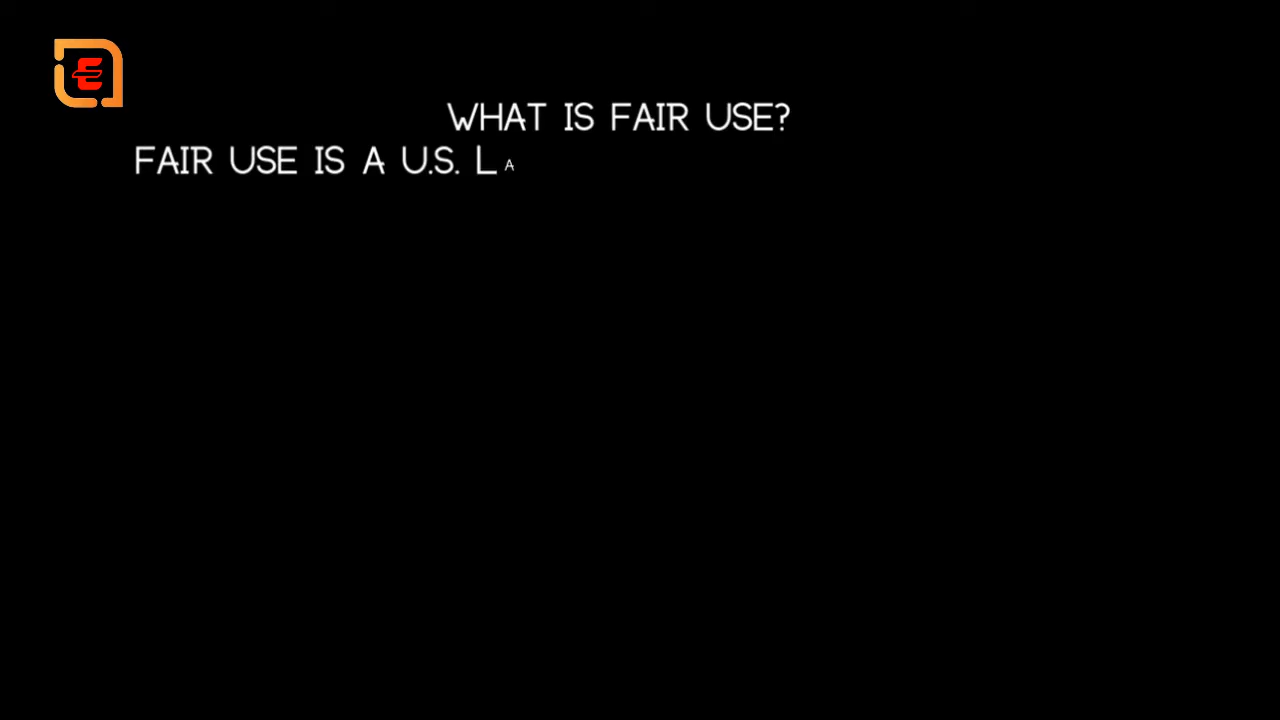 E
WHAT IS FAIR USE?
FAIR USE IS A U.S. LA